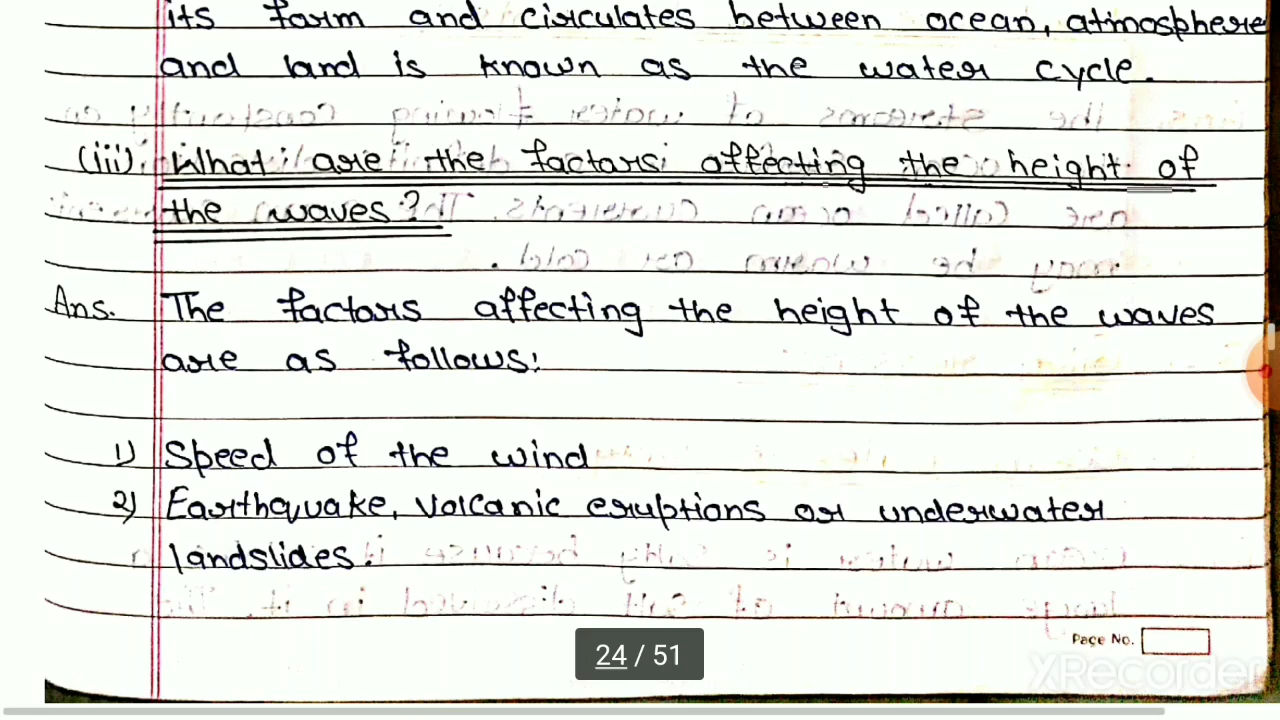 its form and circulates between ocean, atmosphere
and land is known as the water cycle.
(iii) What are the factors affecting the height of
the waves?
Ans. The factors affecting the height of the waves
are as follows:
1) Speed of the wind
2) Earthquake, volcanic eruptions or underwater
landslides.
Page No.
24 / 51
XRecorder